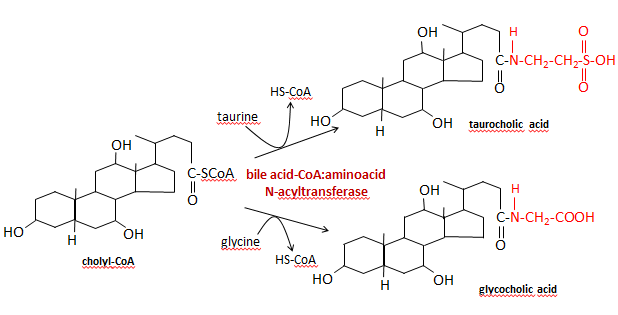 OH
H
O
C-N-CH₂-CH₂-S-OH
O
O
HS-CoA
taurine
HO
H
OH
taurocholic acid
OH
C-SCoA
O
bile acid-CoA:aminoacid
N-acyltransferase
HO
H
OH
cholyl-CoA
glycine
HS-CoA
OH
H
C-N-CH₂-COOH
O
HO
H
OH
glycocholic acid